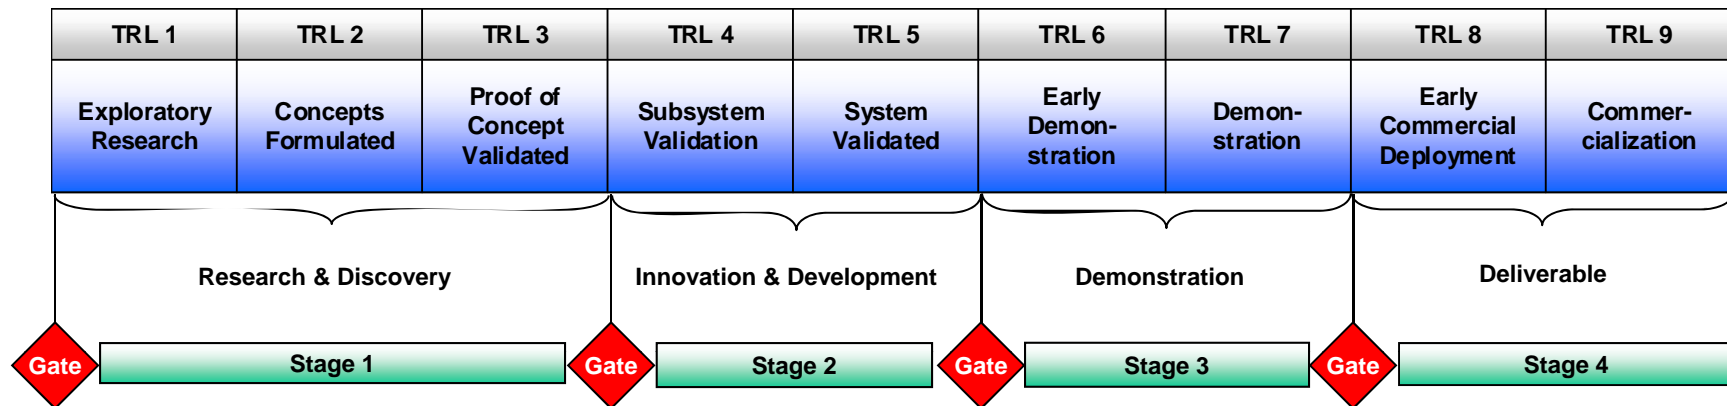 TRL 1 TRL 2 TRL 3 TRL 4 TRL 5 TRL 6 TRL 7 TRL 8 TRL 9
Exploratory
Research
Concepts
Formulated
Proof of
Concept
Validated
Subsystem
Validation
System
Validated
Early
Demon-
stration
Demon-
stration
Early
Commercial
Deployment
Commer-
cialization
Research & Discovery
Innovation & Development
Demonstration
Deliverable
Gate Stage 1 Gate Stage 2 Gate Stage 3 Gate Stage 4